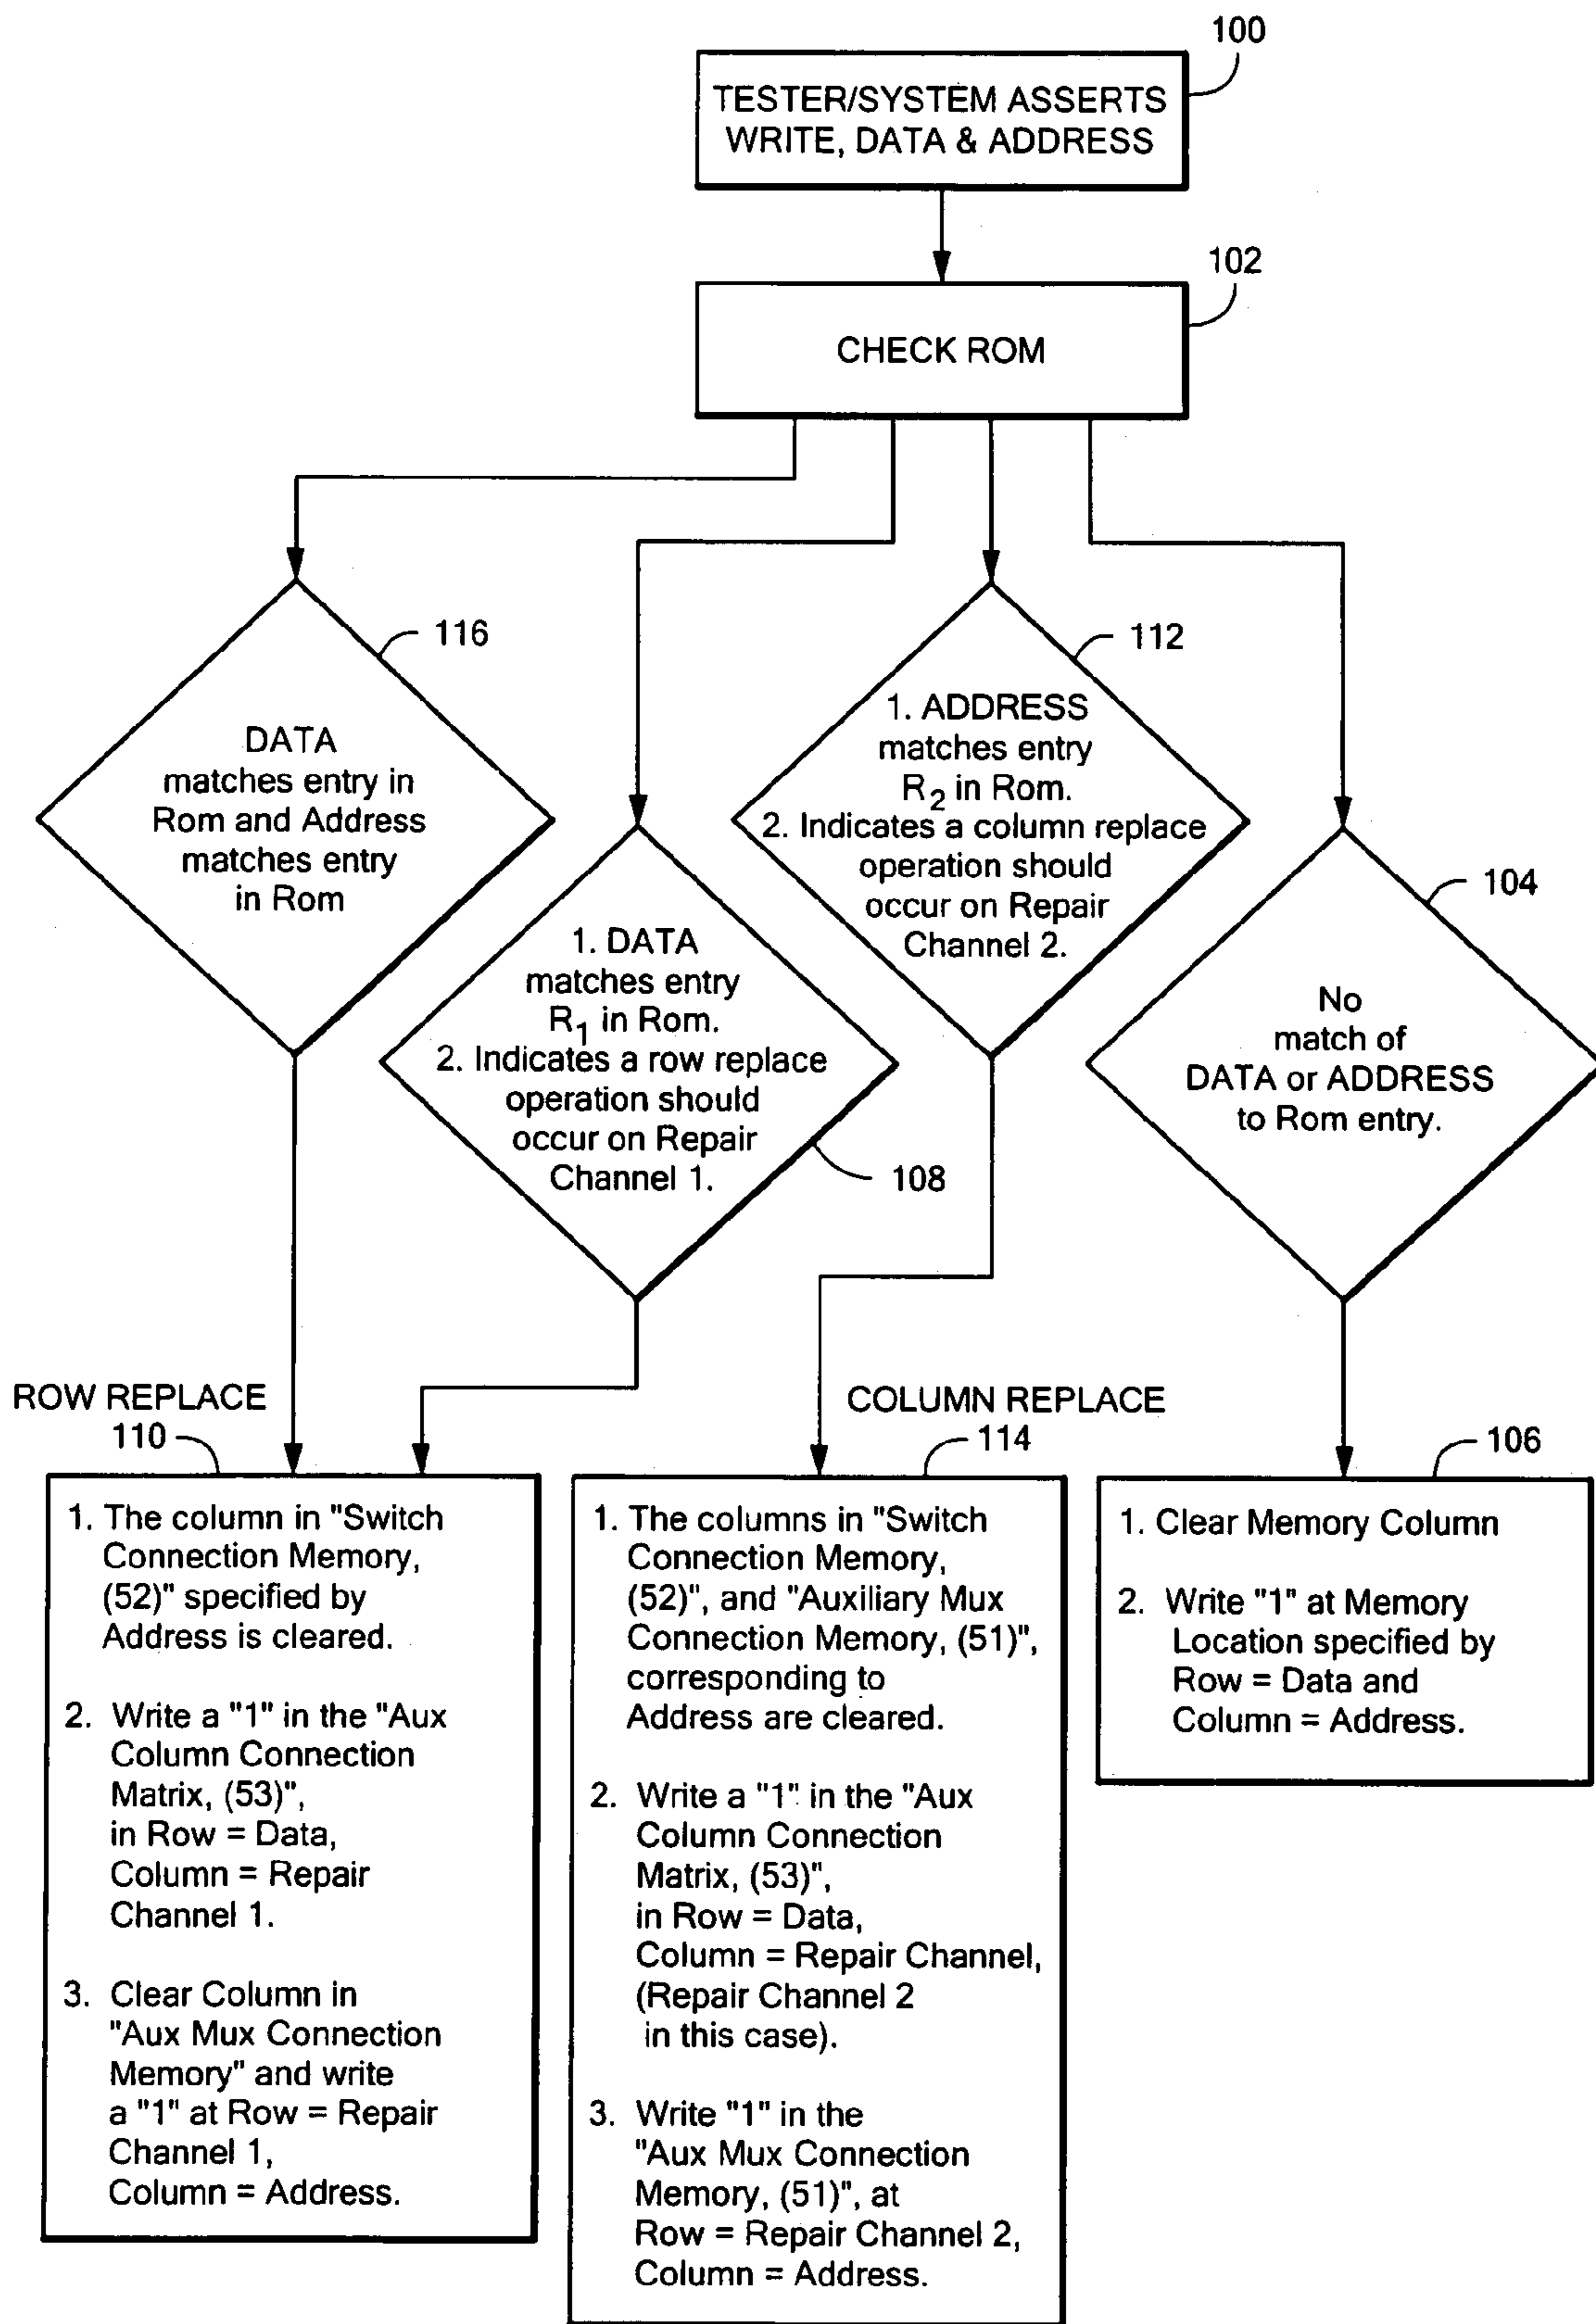 100
TESTER/SYSTEM ASSERTS
WRITE, DATA & ADDRESS
102
CHECK ROM
116
DATA
matches entry in
Rom and Address
matches entry
in Rom
1. DATA
matches entry
R1 in Rom.
2. Indicates a row replace
operation should
occur on Repair
Channel 1.
108
112
1. ADDRESS
matches entry
R2 in Rom.
2. Indicates a column replace
operation should
occur on Repair
Channel 2.
104
No
match of
DATA or ADDRESS
to Rom entry.
ROW REPLACE
110
1. The column in "Switch
Connection Memory,
(52)" specified by
Address is cleared.
2. Write a "1" in the "Aux
Column Connection
Matrix, (53)",
in Row = Data,
Column = Repair
Channel 1.
3. Clear Column in
"Aux Mux Connection
Memory" and write
a "1" at Row = Repair
Channel 1,
Column = Address.
COLUMN REPLACE
114
1. The columns in "Switch
Connection Memory,
(52)", and "Auxiliary Mux
Connection Memory, (51)",
corresponding to
Address are cleared.
2. Write a "1" in the "Aux
Column Connection
Matrix, (53)",
in Row = Data,
Column = Repair Channel,
(Repair Channel 2
in this case).
3. Write "1" in the
"Aux Mux Connection
Memory, (51)", at
Row = Repair Channel 2,
Column = Address.
106
1. Clear Memory Column
2. Write "1" at Memory
Location specified by
Row = Data and
Column = Address.